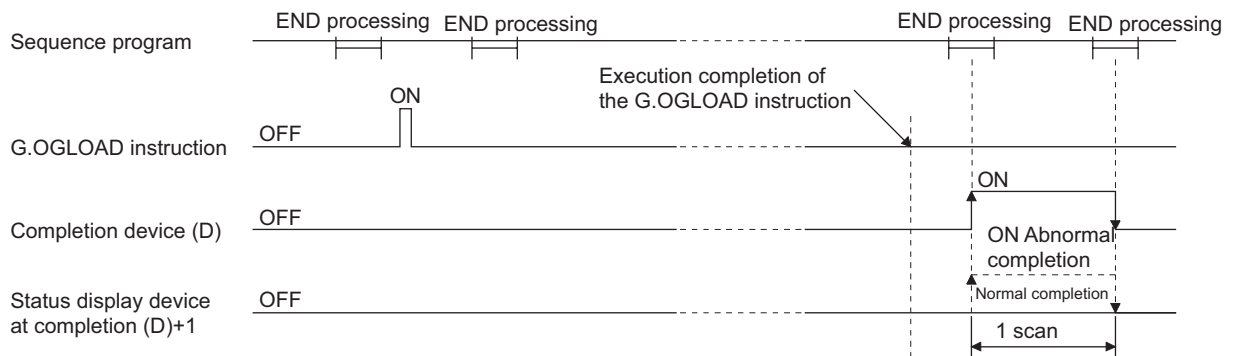 END processing
END processing
END processing
END processing
Sequence program
Execution completion of
the G.OGLOAD instruction
ON
OFF
G.OGLOAD instruction
ON
OFF
Completion device (D)
ON Abnormal
completion
OFF
Normal completion
Status display device
at completion (D)+1
1 scan